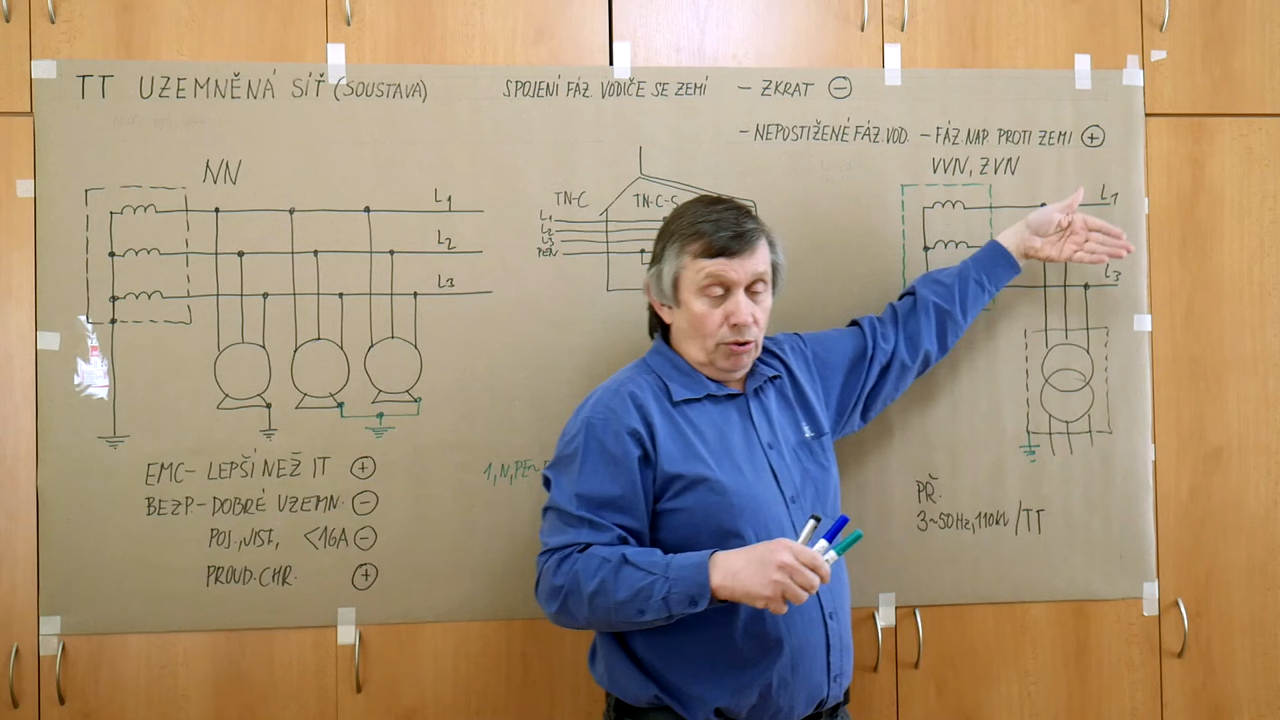 TT UZEMNĚNÁ SÍŤ (SOUSTAVA)
SPOJENÍ FÁZ. VODIČE SE ZEMÍ - ZKRAT ⊖
- NEPOSTIŽENÉ FÁZ. VOD. - FÁZ. NAP. PROTI ZEMI ⊕
NN
L1
L2
L3
TN-C
TN-C-S
L1
L2
L3
PEN
VVN, ZVN
L1
L3
EMC - LEPŠÍ NEŽ IT ⊕
BEZP. - DOBRÉ UZEMN. ⊖
POJ., JIST, <16A ⊖
PROUD. CHR. ⊕
1, N, PE~
PŘ.
3~50Hz, 110kV/TT